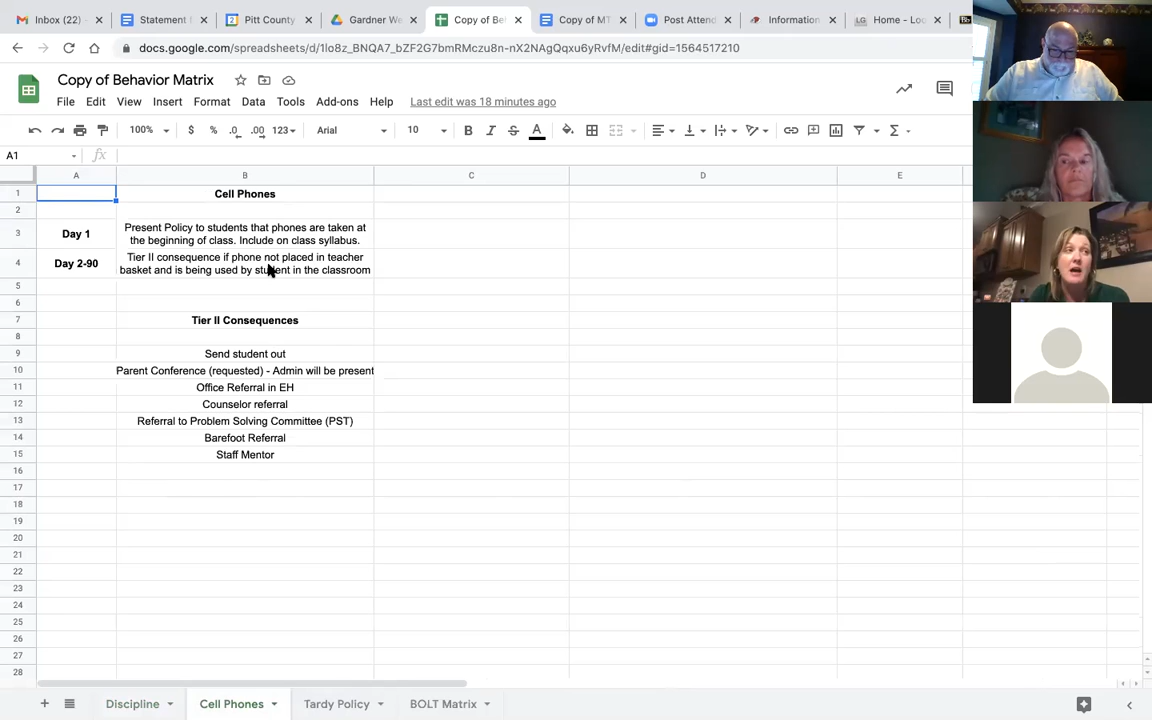 Inbox (22)
Statement
Pitt County
Gardner We
Copy of Be
Copy of MT
Post Attend
Information
LG Home - Lo
docs.google.com/spreadsheets/d/1lo8z_BNQA7_bZF2G7bmRMczu8n-nX2NAgQqxu6yRvfM/edit#gid=1564517210
Copy of Behavior Matrix
File Edit View Insert Format Data Tools Add-ons Help Last edit was 18 minutes ago
100% $ % .0 .00 123 Arial 10 B I S A
A1 fx
A B C D E
1 Cell Phones
2
3 Day 1 Present Policy to students that phones are taken at
the beginning of class. Include on class syllabus.
4 Day 2-90 Tier II consequence if phone not placed in teacher
basket and is being used by student in the classroom
5
6
7 Tier II Consequences
8
9 Send student out
10 Parent Conference (requested) - Admin will be present
11 Office Referral in EH
12 Counselor referral
13 Referral to Problem Solving Committee (PST)
14 Barefoot Referral
15 Staff Mentor
16
17
18
19
20
21
22
23
24
25
26
27
28
Discipline Cell Phones Tardy Policy BOLT Matrix